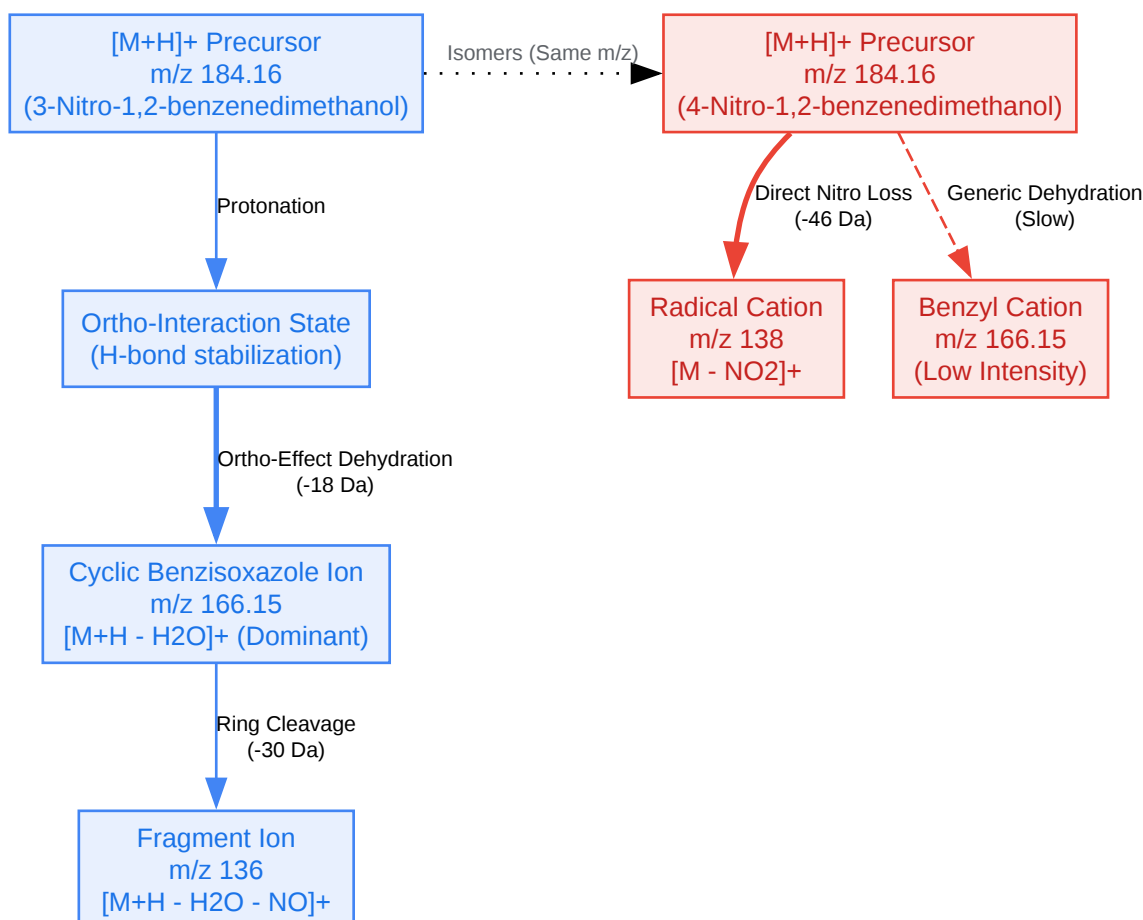 [M+H]+ Precursor
m/z 184.16
(3-Nitro-1,2-benzenedimethanol)
Isomers (Same m/z)
[M+H]+ Precursor
m/z 184.16
(4-Nitro-1,2-benzenedimethanol)
Protonation
Direct Nitro Loss
(-46 Da)
Generic Dehydration
(Slow)
Ortho-Interaction State
(H-bond stabilization)
Radical Cation
m/z 138
[M - NO2]+
Benzyl Cation
m/z 166.15
(Low Intensity)
Ortho-Effect Dehydration
(-18 Da)
Cyclic Benzisoxazole Ion
m/z 166.15
[M+H - H2O]+ (Dominant)
Ring Cleavage
(-30 Da)
Fragment Ion
m/z 136
[M+H - H2O - NO]+